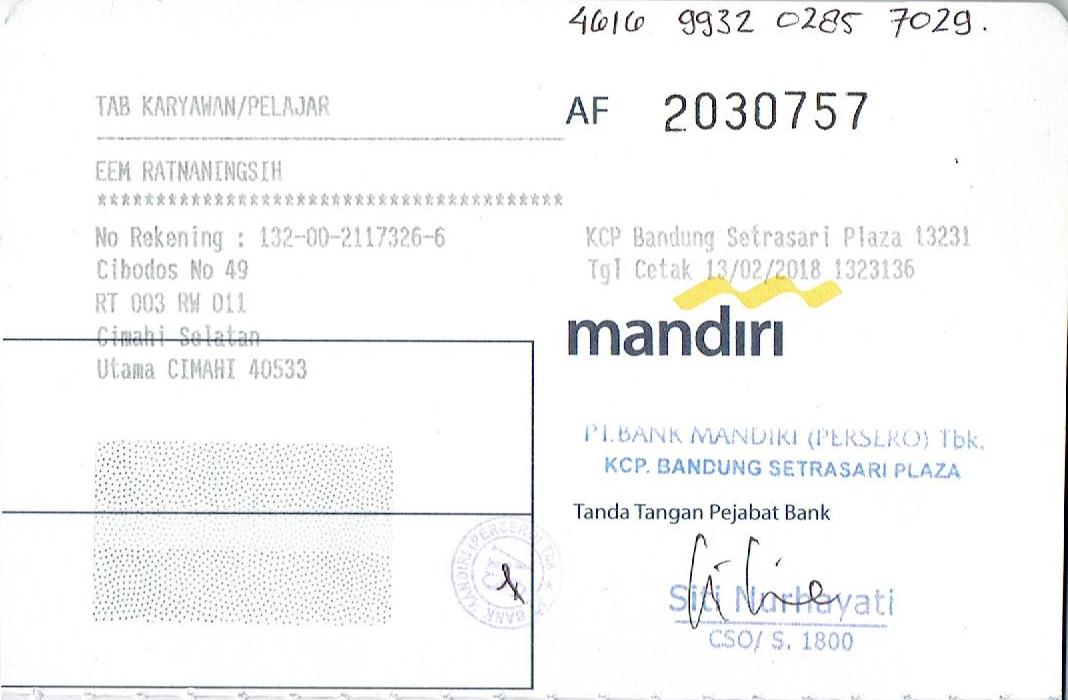 4616 9932 0285 7029.
TAB KARYAWAN/PELAJAR
AF 2030757
EEM RATNANINGSIH
***************************************
No Rekening : 132-00-2117326-6
Cibodos No 49
RT 003 RW 011
Cimahi Selatan
Utama CIMAHI 40533
KCP Bandung Setrasari Plaza 13231
Tgl Cetak 13/02/2018 1323136
mandiri
PT.BANK MANDIRI (PERSERO) Tbk.
KCP. BANDUNG SETRASARI PLAZA
Tanda Tangan Pejabat Bank
Siti Nurhayati
CSO/ S. 1800
BANK MANDIRI (PERSERO) Tbk